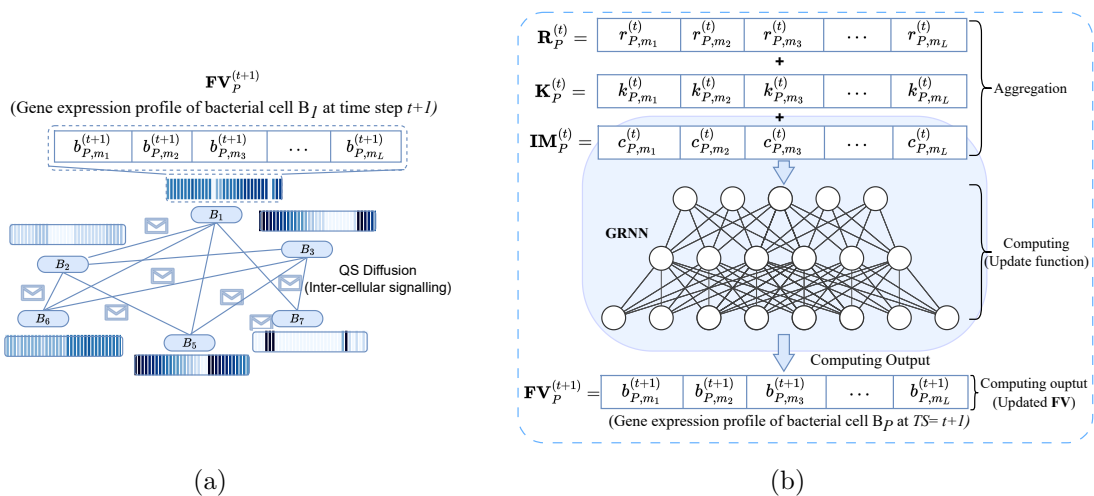 FV_P^{(t+1)}
(Gene expression profile of bacterial cell B_1 at time step t+1)
b_{P,m_1}^{(t+1)} b_{P,m_2}^{(t+1)} b_{P,m_3}^{(t+1)} ... b_{P,m_L}^{(t+1)}
B_1
B_2
B_3
QS Diffusion
(Inter-cellular signalling)
B_6
B_7
B_5
(a)
R_P^{(t)} = r_{P,m_1}^{(t)} r_{P,m_2}^{(t)} r_{P,m_3}^{(t)} ... r_{P,m_L}^{(t)}
+
K_P^{(t)} = k_{P,m_1}^{(t)} k_{P,m_2}^{(t)} k_{P,m_3}^{(t)} ... k_{P,m_L}^{(t)}
Aggregation
+
IM_P^{(t)} = c_{P,m_1}^{(t)} c_{P,m_2}^{(t)} c_{P,m_3}^{(t)} ... c_{P,m_L}^{(t)}
GRNN
Computing
(Update function)
Computing Output
FV_P^{(t+1)} = b_{P,m_1}^{(t+1)} b_{P,m_2}^{(t+1)} b_{P,m_3}^{(t+1)} ... b_{P,m_L}^{(t+1)}
Computing ouptut
(Updated FV)
(Gene expression profile of bacterial cell B_P at TS= t+1)
(b)